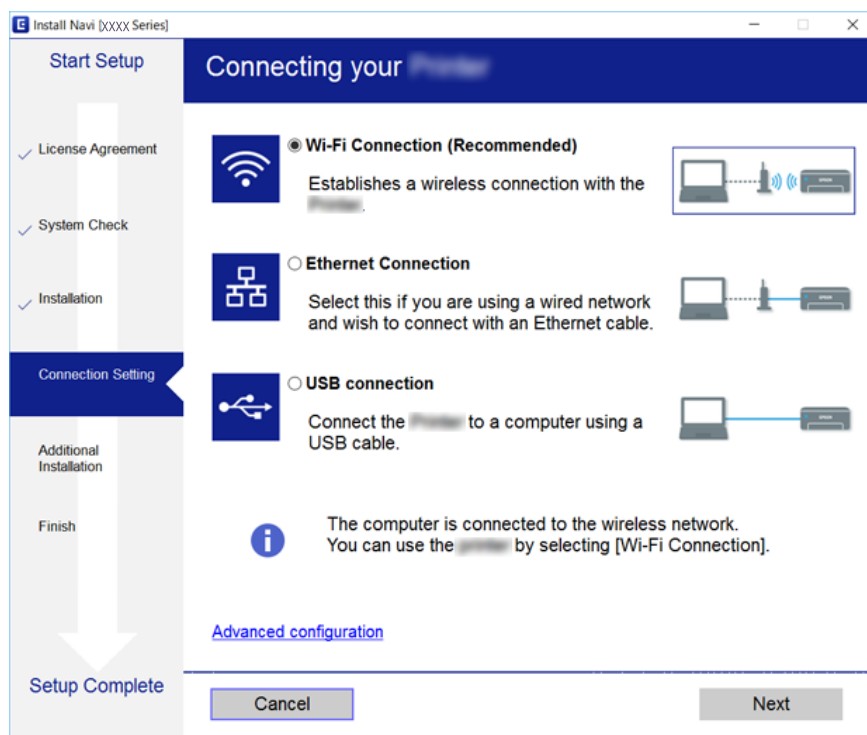 Install Navi [XXXX Series]
Start Setup
License Agreement
System Check
Installation
Connection Setting
Additional
Installation
Finish
Setup Complete
Connecting your
Wi-Fi Connection (Recommended)
Establishes a wireless connection with the
.
Ethernet Connection
Select this if you are using a wired network
and wish to connect with an Ethernet cable.
USB connection
Connect the to a computer using a
USB cable.
The computer is connected to the wireless network.
You can use the by selecting [Wi-Fi Connection].
Advanced configuration
Cancel
Next